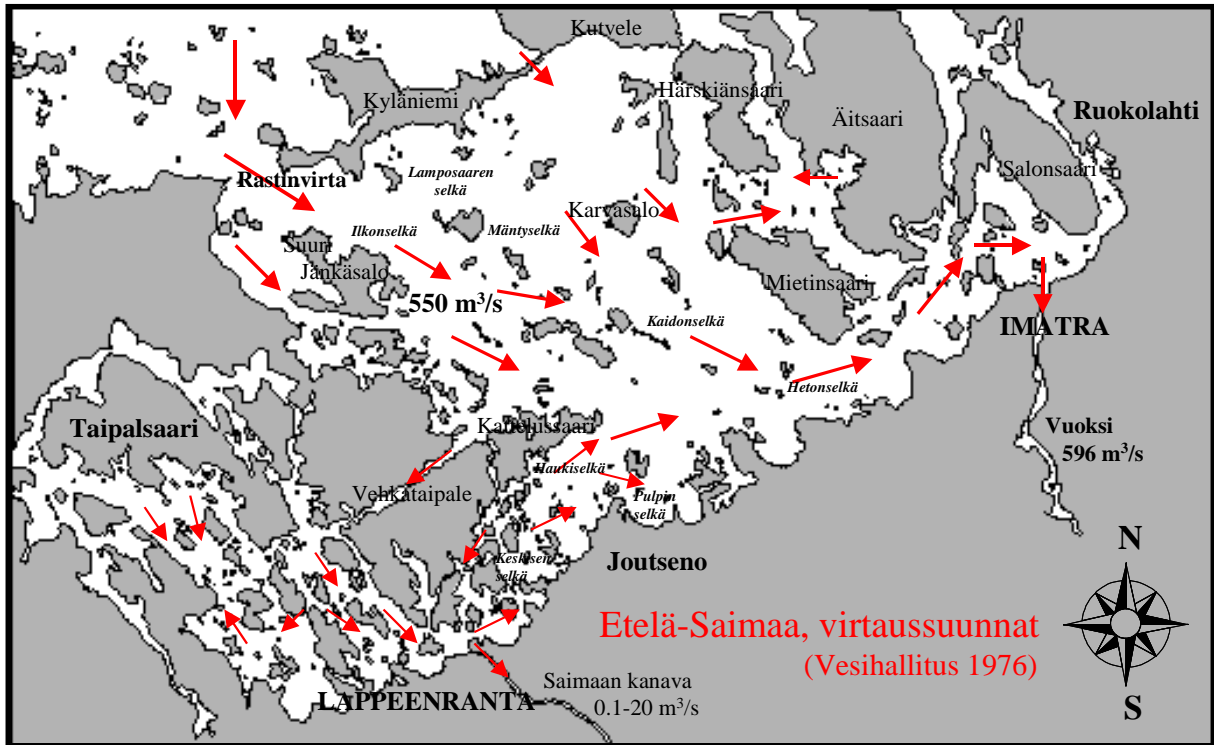 Kutvele
Kyläniemi
Härskiänsaari
Äitsaari
Ruokolahti
Salonsaari
Rastinvirta
Lamposaaren
selkä
Karvasalo
Ilkonselkä
Mäntyselkä
Suuri
Jänkäsalo
Mietinsaari
550 m³/s
Kaidonselkä
IMATRA
Hetonselkä
Taipalsaari
Kattelussaari
Vuoksi
596 m³/s
Haukiselkä
Vehkataipale
Pulpin
selkä
Keskisen
selkä
Joutseno
N
Etelä-Saimaa, virtaussuunnat
(Vesihallitus 1976)
Saimaan kanava
0.1-20 m³/s
LAPPEENRANTA
S